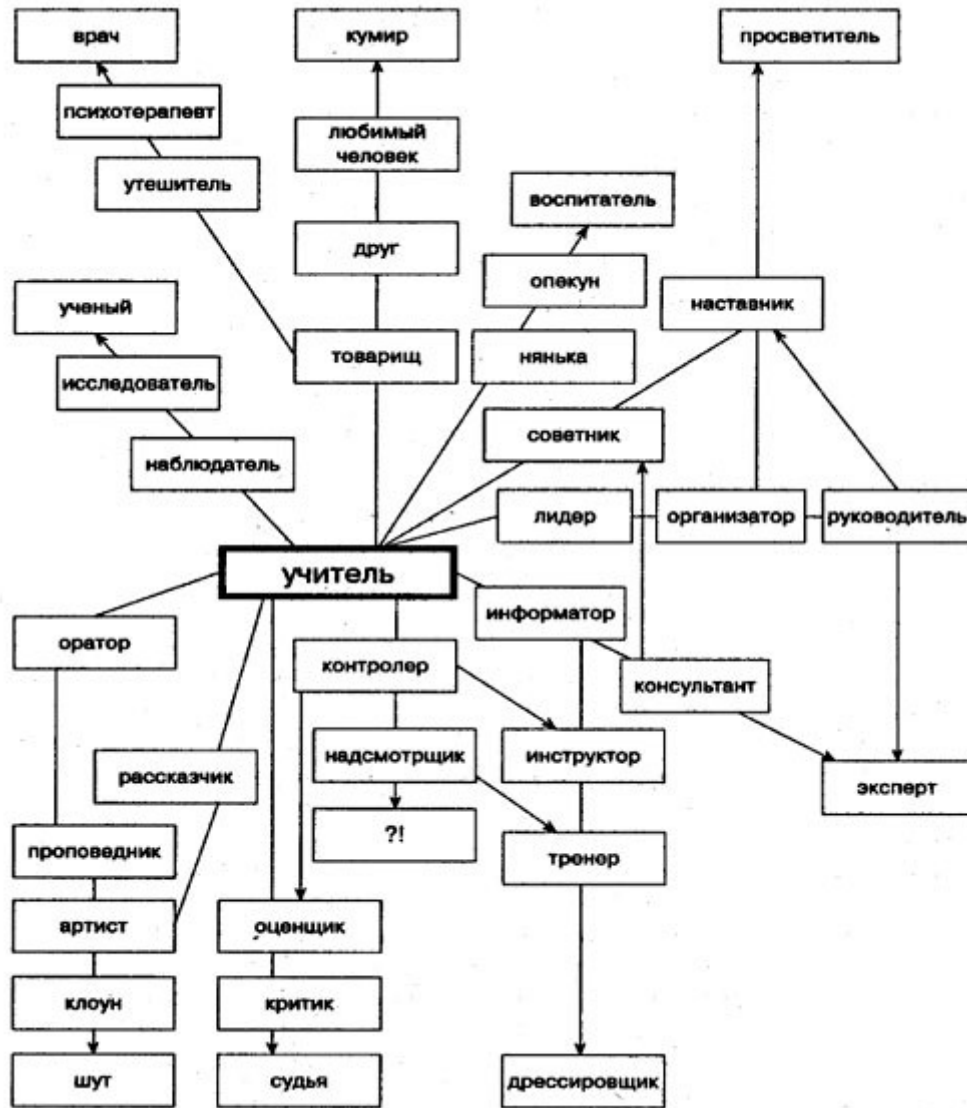 врач
кумир
просветитель
психотерапевт
любимый
человек
утешитель
воспитатель
друг
опекун
ученый
наставник
товарищ
нянька
исследователь
советник
наблюдатель
лидер
организатор
руководитель
учитель
информатор
оратор
контролер
консультант
рассказчик
надсмотрщик
инструктор
эксперт
?!
проповедник
тренер
артист
оценщик
клоун
критик
шут
судья
дрессировщик